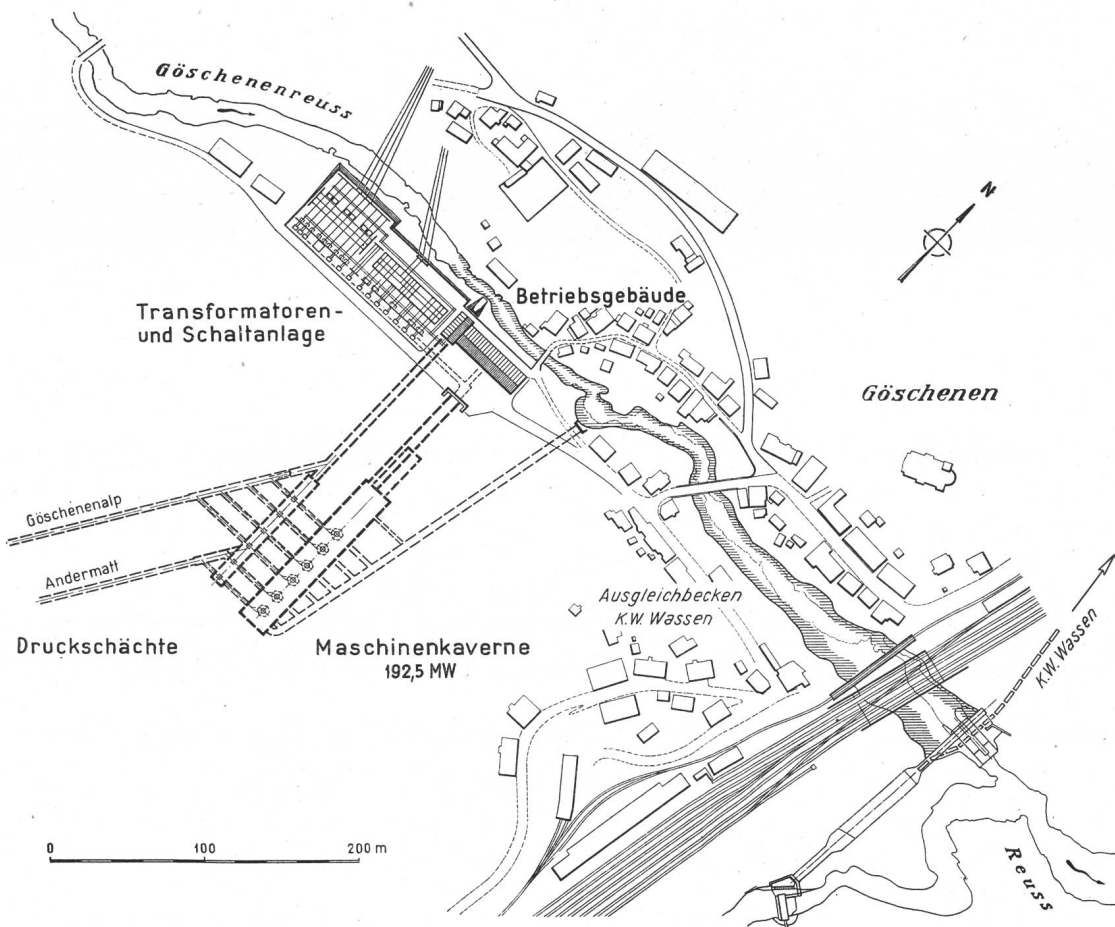 Göschenenreuss
N
Betriebsgebäude
Transformatoren-
und Schaltanlage
Göschenen
Göschenenalp
Andermatt
Druckschächte
Maschinenkaverne
192,5 MW
Ausgleichbecken
K.W. Wassen
K.W. Wassen
0 100 200 m
Reuss